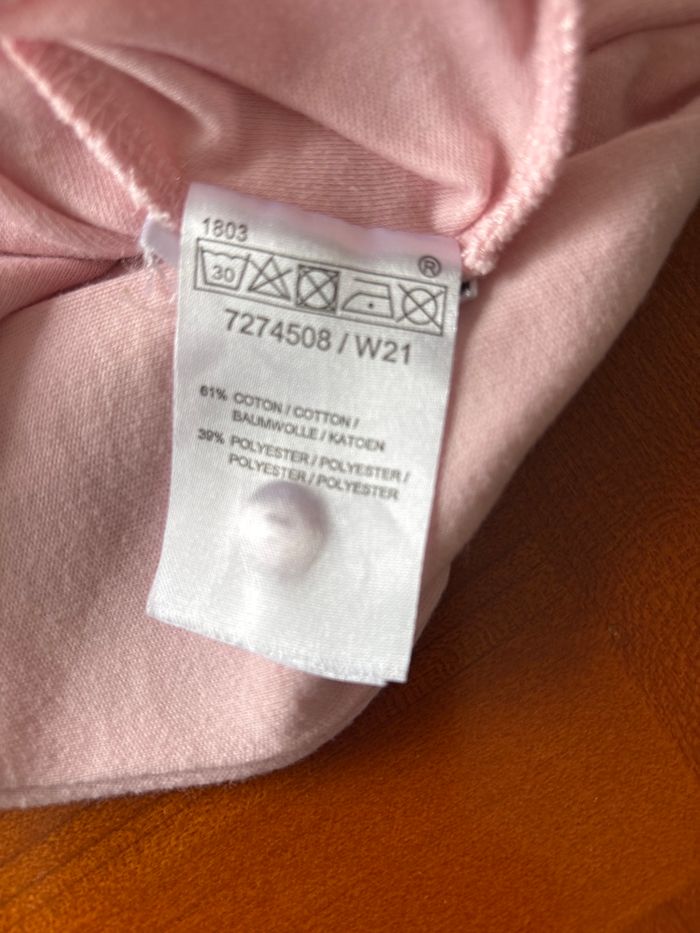 1803
®
30
7274508 / W21
61% COTON / COTTON /
BAUMWOLLE / KATOEN
39% POLYESTER / POLYESTER /
POLYESTER / POLYESTER